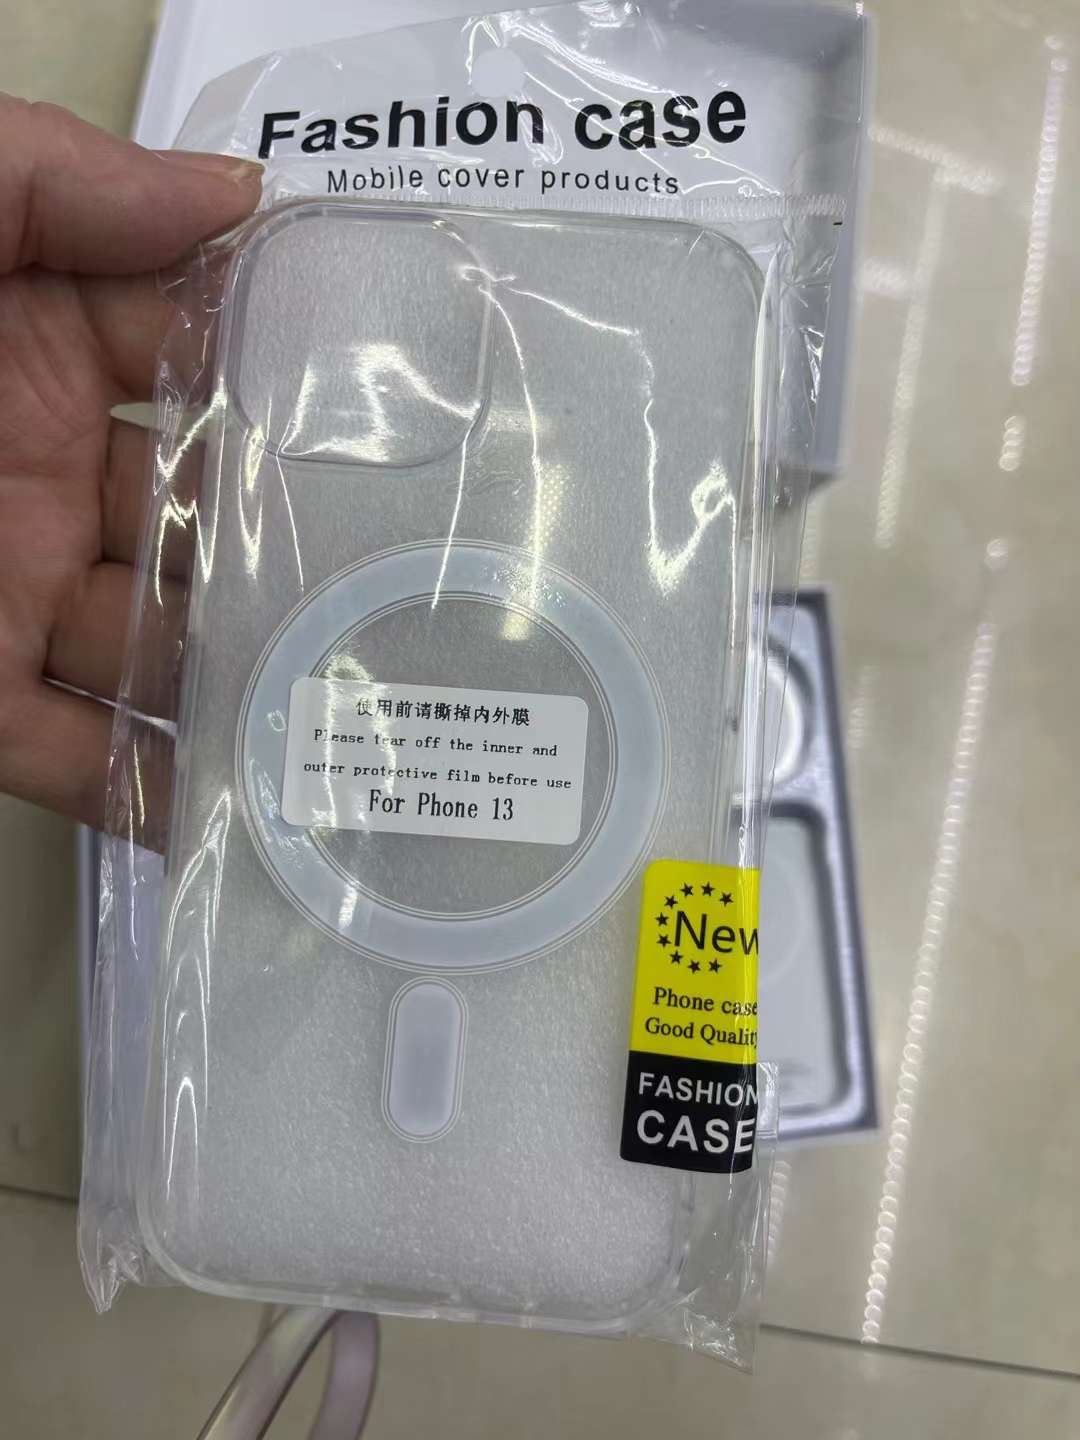 Fashion case
Mobile cover products
使用前请撕掉内外膜
Please tear off the inner and
outer protective film before use
For Phone 13
New
Phone case
Good Quality
FASHION
CASE